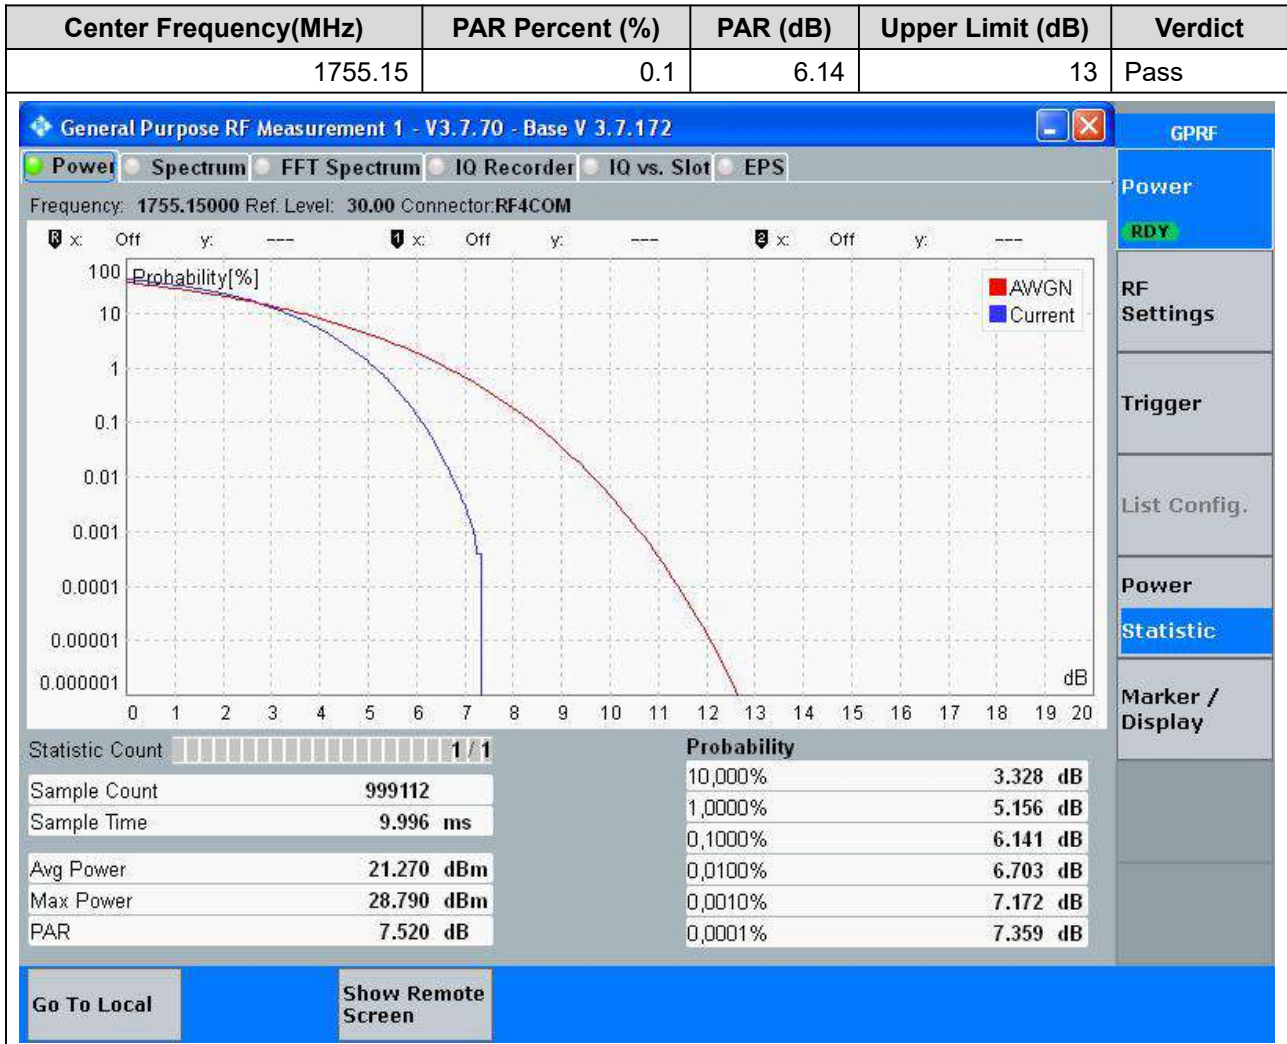 Center Frequency(MHz) PAR Percent (%) PAR (dB) Upper Limit (dB) Verdict
1755.15 0.1 6.14 13 Pass
General Purpose RF Measurement 1 - V3.7.70 - Base V 3.7.172
GPRF
Power Spectrum FFT Spectrum IQ Recorder IQ vs. Slot EPS
Frequency: 1755.15000 Ref. Level: 30.00 Connector:RF4COM
R x: Off y: --- 1 x: Off y: --- 2 x: Off y: ---
Probability[%]
AWGN
Current
100
10
1
0.1
0.01
0.001
0.0001
0.00001
0.000001
dB
0 1 2 3 4 5 6 7 8 9 10 11 12 13 14 15 16 17 18 19 20
Statistic Count 1 / 1
Sample Count 999112
Sample Time 9.996 ms
Avg Power 21.270 dBm
Max Power 28.790 dBm
PAR 7.520 dB
Probability
10,000% 3.328 dB
1,0000% 5.156 dB
0,1000% 6.141 dB
0,0100% 6.703 dB
0,0010% 7.172 dB
0,0001% 7.359 dB
Power
RDY
RF
Settings
Trigger
List Config.
Power
Statistic
Marker /
Display
Go To Local
Show Remote
Screen